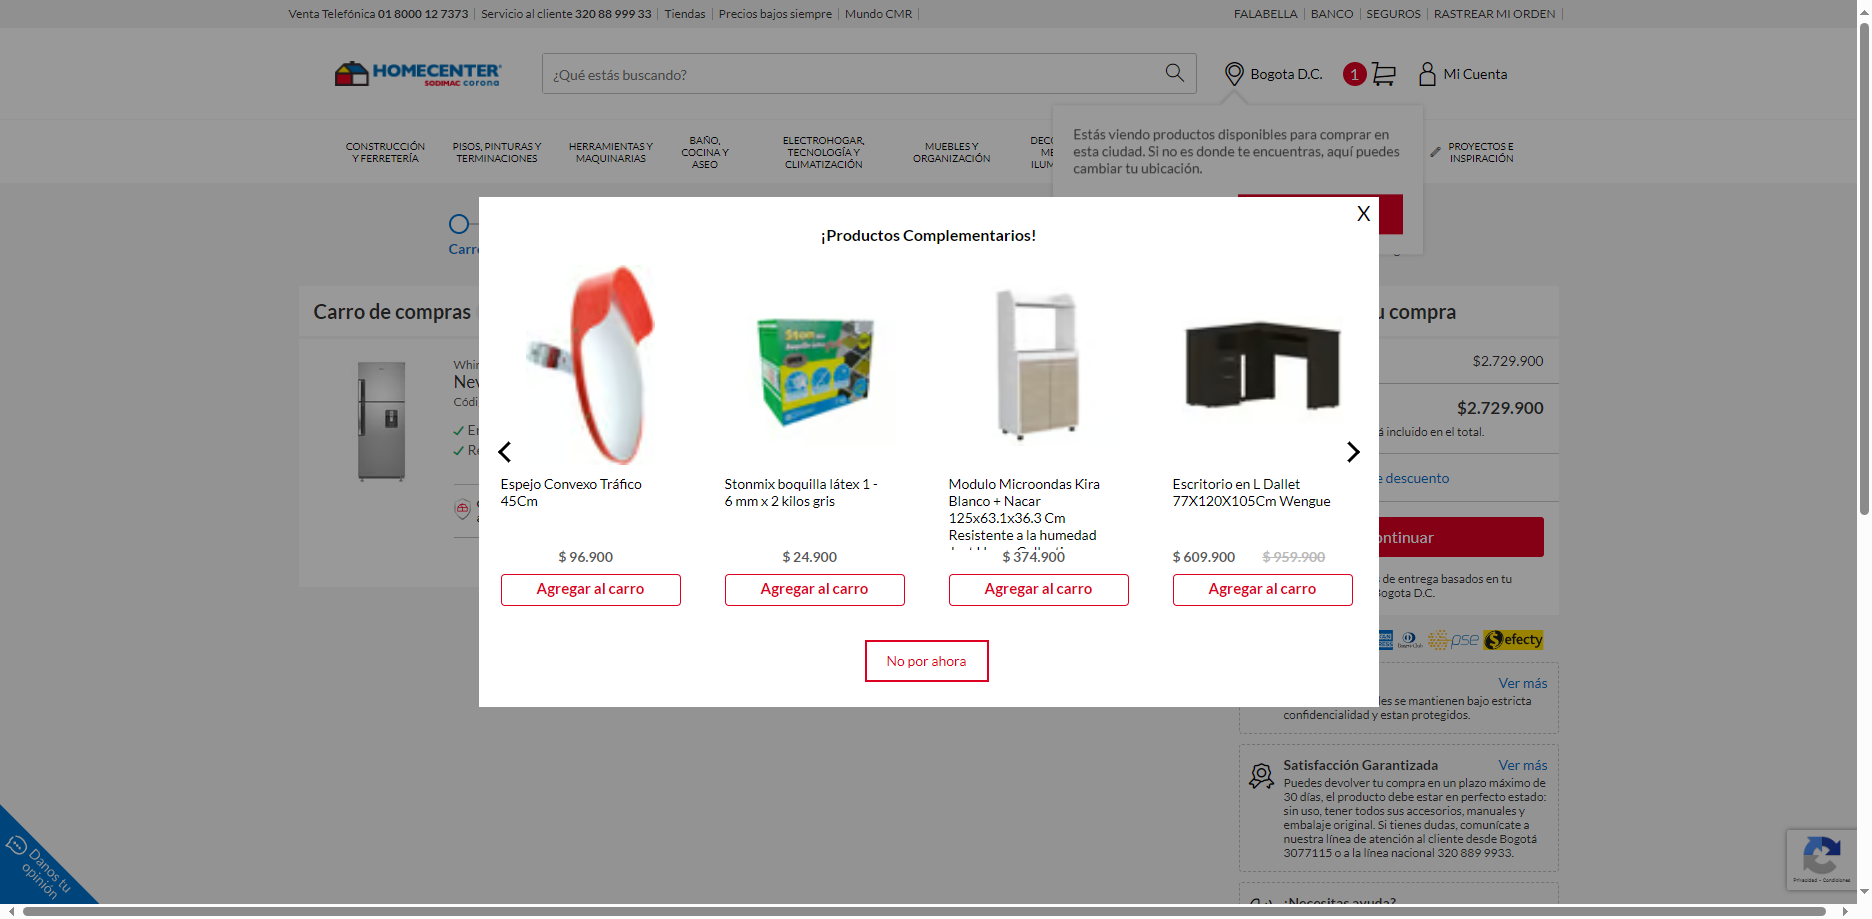 Venta Telefónica 01 8000 12 7373 Servicio al cliente 320 88 999 33 Tiendas Precios bajos siempre Mundo CMR
FALABELLA BANCO SEGUROS RASTREAR MI ORDEN
HOMECENTER
SODIMAC corona
¿Qué estás buscando?
Bogota D.C.
1
Mi Cuenta
CONSTRUCCIÓN
Y FERRETERÍA
PISOS, PINTURAS Y
TERMINACIONES
HERRAMIENTAS Y
MAQUINARIAS
BAÑO,
COCINA Y
ASEO
ELECTROHOGAR,
TECNOLOGÍA Y
CLIMATIZACIÓN
MUEBLES Y
ORGANIZACIÓN
PROYECTOS E
INSPIRACIÓN
Estás viendo productos disponibles para comprar en
esta ciudad. Si no es donde te encuentras, aquí puedes
cambiar tu ubicación.
X
¡Productos Complementarios!
Carro de compras
compra
$2.729.900
$2.729.900
incluido en el total.
descuento
Stonmix boquilla látex 1 -
6 mm x 2 kilos gris
Espejo Convexo Tráfico
45Cm
Modulo Microondas Kira
Blanco + Nacar
125x63.1x36.3 Cm
Resistente a la humedad
Escritorio en L Dallet
77X120X105Cm Wengue
$ 96.900
$ 24.900
$ 374.900
$ 609.900 $ 959.900
Agregar al carro
Agregar al carro
Agregar al carro
Agregar al carro
No por ahora
ontinuar
de entrega basados en tu
Bogota D.C.
pse
efecty
Ver más
se mantienen bajo estricta
confidencialidad y estan protegidos.
Satisfacción Garantizada Ver más
Puedes devolver tu compra en un plazo máximo de
30 días, el producto debe estar en perfecto estado:
sin uso, tener todos sus accesorios, manuales y
embalaje original. Si tienes dudas, comunícate a
nuestra línea de atención al cliente desde Bogotá
3077115 o a la línea nacional 320 889 9933.
¿Necesitas ayuda?
Danos tu
opinión
Privacidad - Condiciones